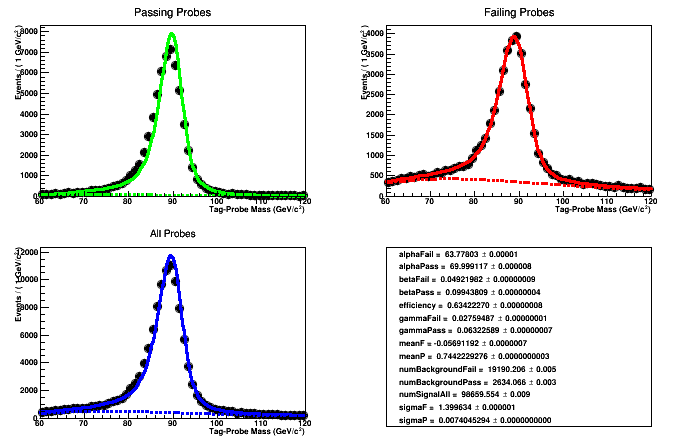 Passing Probes
Events / ( 1 GeV/c² )
8000
7000
6000
5000
4000
3000
2000
1000
0
60 70 80 90 100 110 120
Tag-Probe Mass (GeV/c²)
Failing Probes
Events / ( 1 GeV/c² )
4000
3500
3000
2500
2000
1500
1000
500
0
60 70 80 90 100 110 120
Tag-Probe Mass (GeV/c²)
All Probes
Events / ( 1 GeV/c² )
12000
10000
8000
6000
4000
2000
0
60 70 80 90 100 110 120
Tag-Probe Mass (GeV/c²)
alphaFail = 63.77803 ± 0.00001
alphaPass = 69.999117 ± 0.000008
betaFail = 0.04921982 ± 0.00000009
betaPass = 0.09943809 ± 0.00000004
efficiency = 0.63422270 ± 0.00000008
gammaFail = 0.02759487 ± 0.00000001
gammaPass = 0.06322589 ± 0.00000007
meanF = -0.05691192 ± 0.0000007
meanP = 0.7442229276 ± 0.0000000003
numBackgroundFail = 19190.206 ± 0.005
numBackgroundPass = 2634.066 ± 0.003
numSignalAll = 98659.554 ± 0.009
sigmaF = 1.399634 ± 0.000001
sigmaP = 0.0074045294 ± 0.0000000000